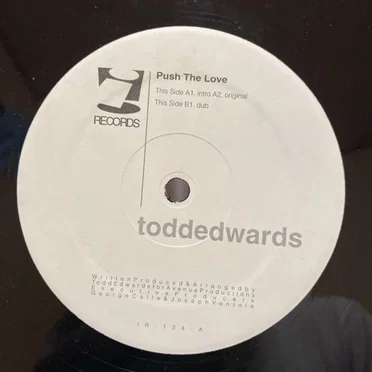 Push The Love
This Side A1. intro A2. original
This Side B1. dub
i
RECORDS
toddedwards
Written Produced & Arranged by
Todd Edwards for Avenue Productions
Executive Producers
George Calle & Joseph Ventola
IR-134-A